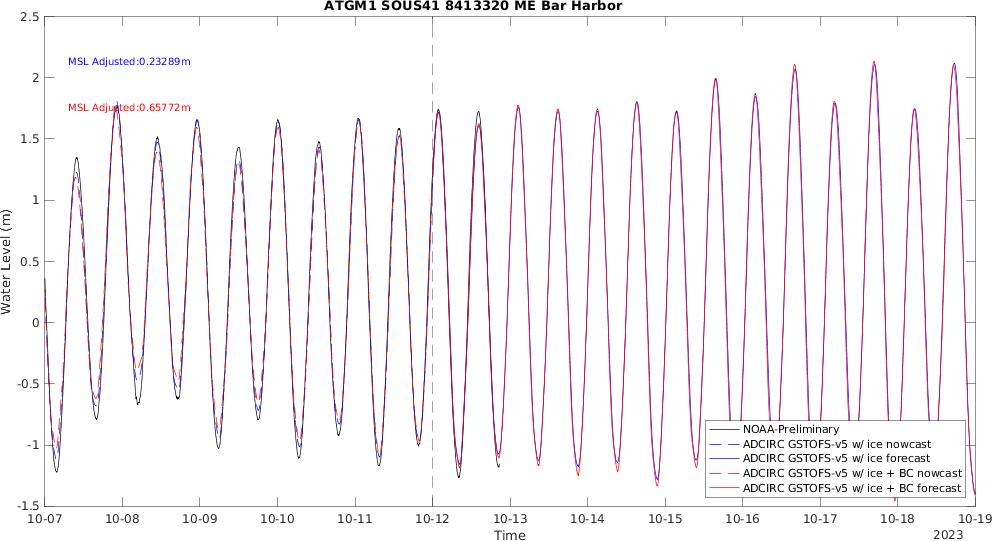 ATGM1 SOUS41 8413320 ME Bar Harbor
2.5
2
1.5
1
0.5
0
-0.5
-1
-1.5
Water Level (m)
MSL Adjusted:0.23289m
MSL Adjusted:0.65772m
NOAA-Preliminary
ADCIRC GSTOFS-v5 w/ ice nowcast
ADCIRC GSTOFS-v5 w/ ice forecast
ADCIRC GSTOFS-v5 w/ ice + BC nowcast
ADCIRC GSTOFS-v5 w/ ice + BC forecast
10-07 10-08 10-09 10-10 10-11 10-12 10-13 10-14 10-15 10-16 10-17 10-18 10-19
Time
2023